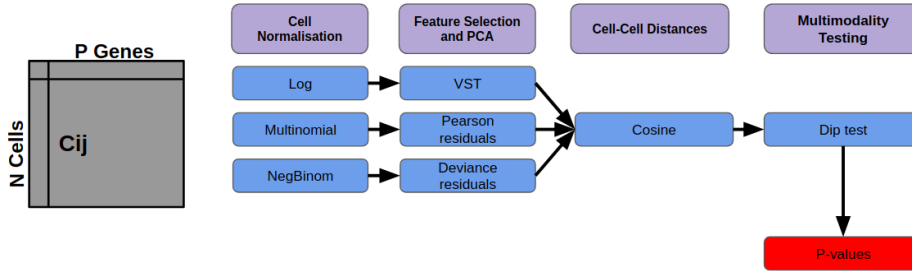 P Genes
N Cells
Cij
Cell
Normalisation
Feature Selection
and PCA
Cell-Cell Distances
Multimodality
Testing
Log
VST
Multinomial
Pearson
residuals
Cosine
Dip test
NegBinom
Deviance
residuals
P-values